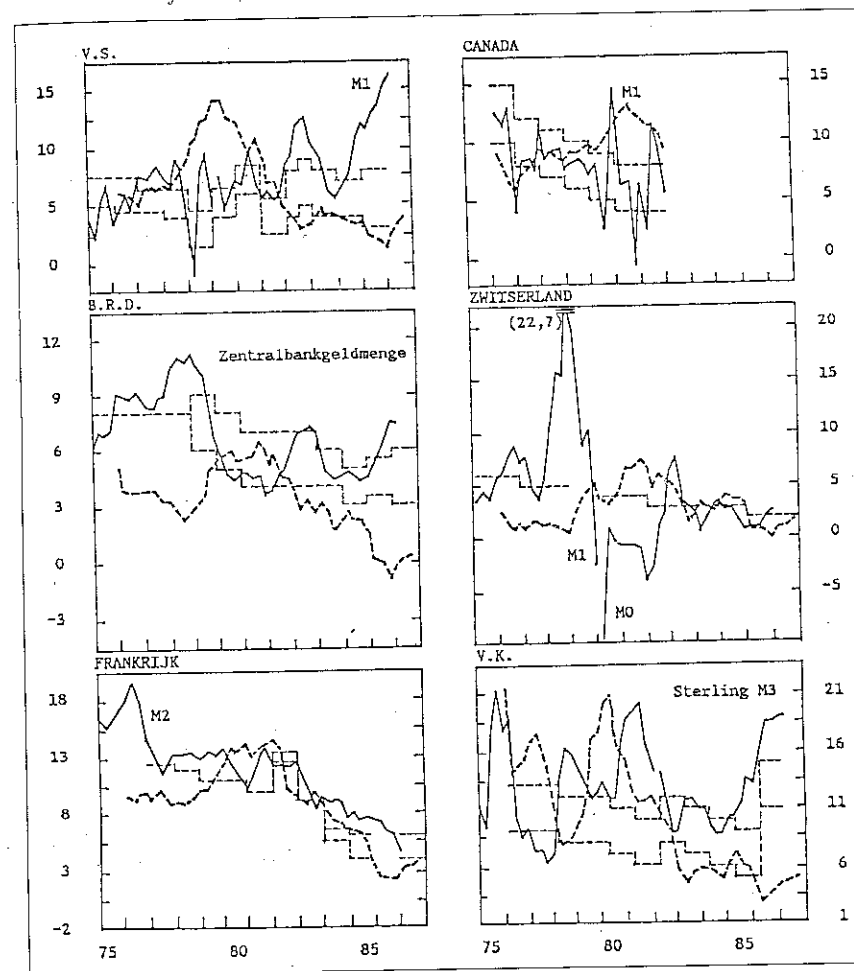 V.S.
M1
15
10
5
0
CANADA
M1
15
10
5
0
B.R.D.
Zentralbankgeldmenge
12
9
6
3
0
-3
ZWITSERLAND
(22,7)
M1
M0
20
15
10
5
0
-5
FRANKRIJK
M2
18
13
8
3
-2
75 80 85
V.K.
Sterling M3
21
16
11
6
1
75 80 85